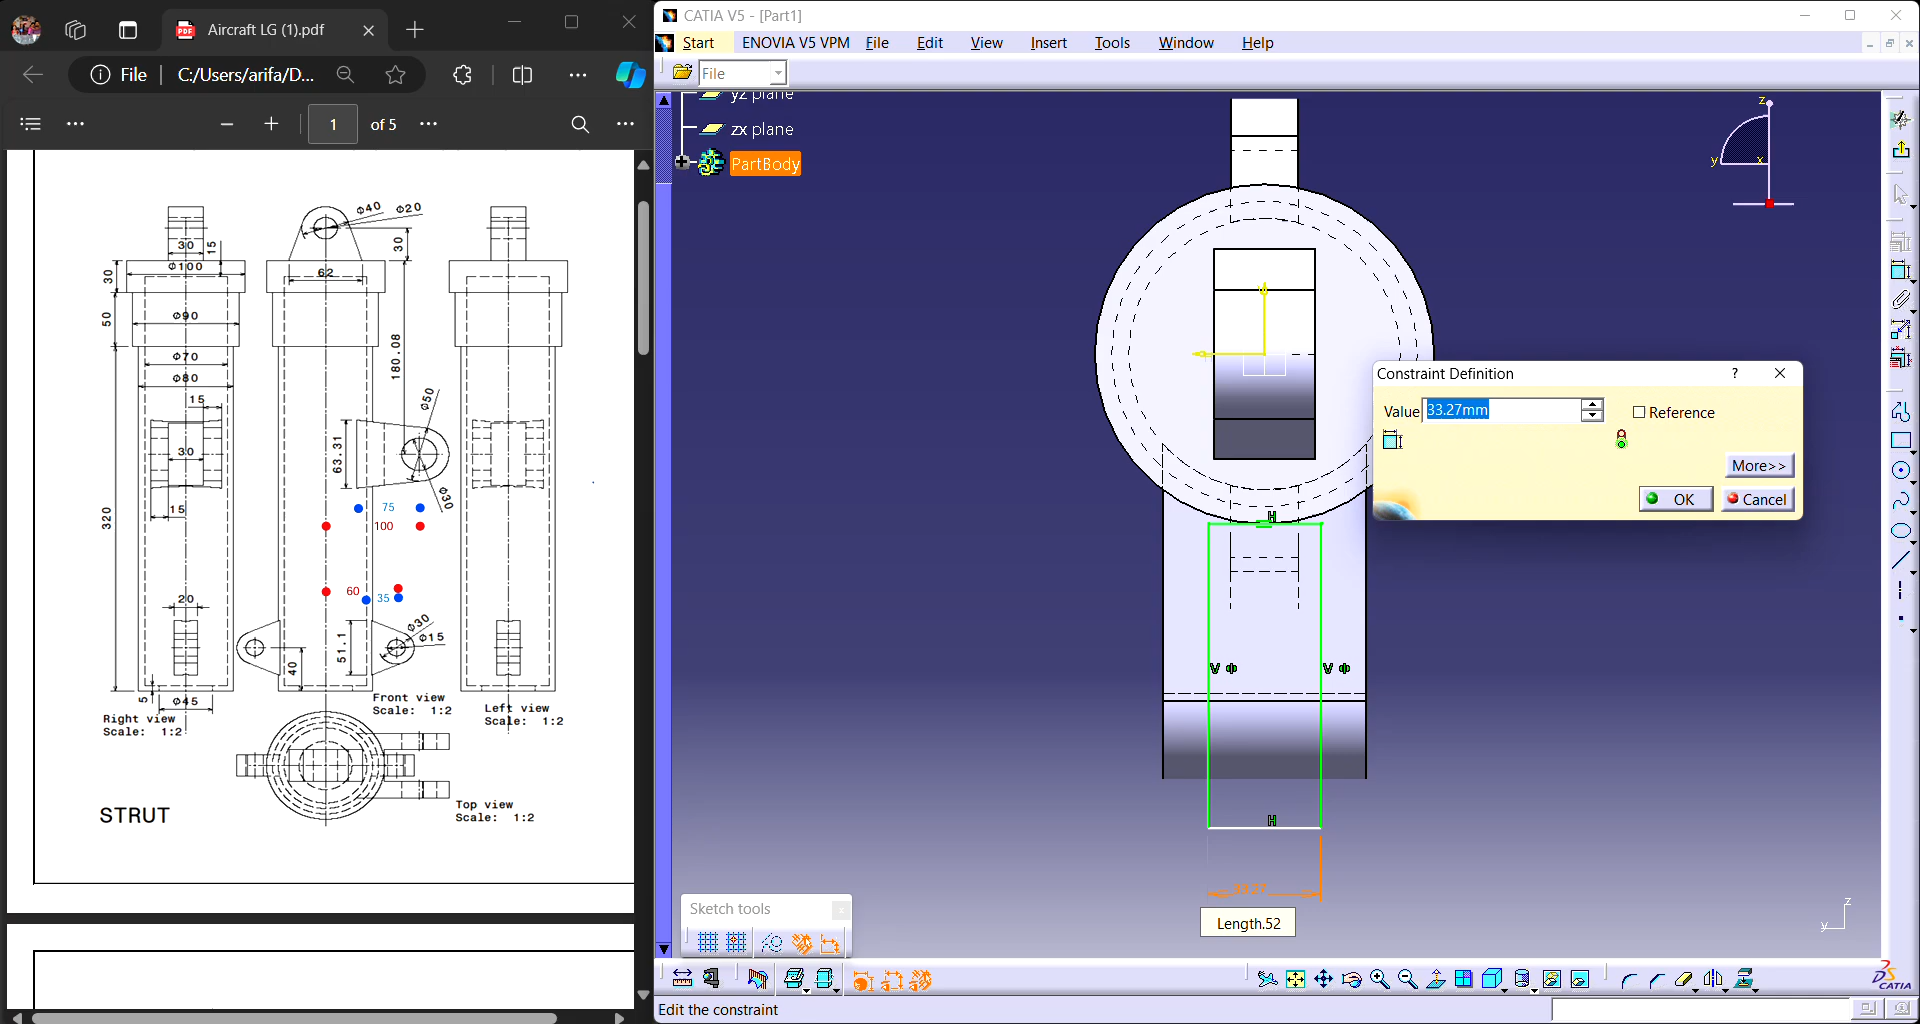 Aircraft LG (1).pdf
File
C:/Users/arifa/D...
1
of 5
Φ40
Φ20
30
30
15
Φ100
62
30
50
Φ90
Φ70
Φ80
180.08
15
Φ50
30
63.31
15
Φ30
75
100
320
60
35
20
Φ30
Φ15
51.1
40
5
Φ45
Right view
Scale: 1:2
Front view
Scale: 1:2
Left view
Scale: 1:2
Top view
Scale: 1:2
STRUT
CATIA V5 - [Part1]
Start
ENOVIA V5 VPM
File
Edit
View
Insert
Tools
Window
Help
File
yz plane
zx plane
PartBody
z
y
x
H
V
V
H
33.27
Length.52
Constraint Definition
?
Value
33.27mm
Reference
More>>
OK
Cancel
Sketch tools
z
y
CATIA
Edit the constraint